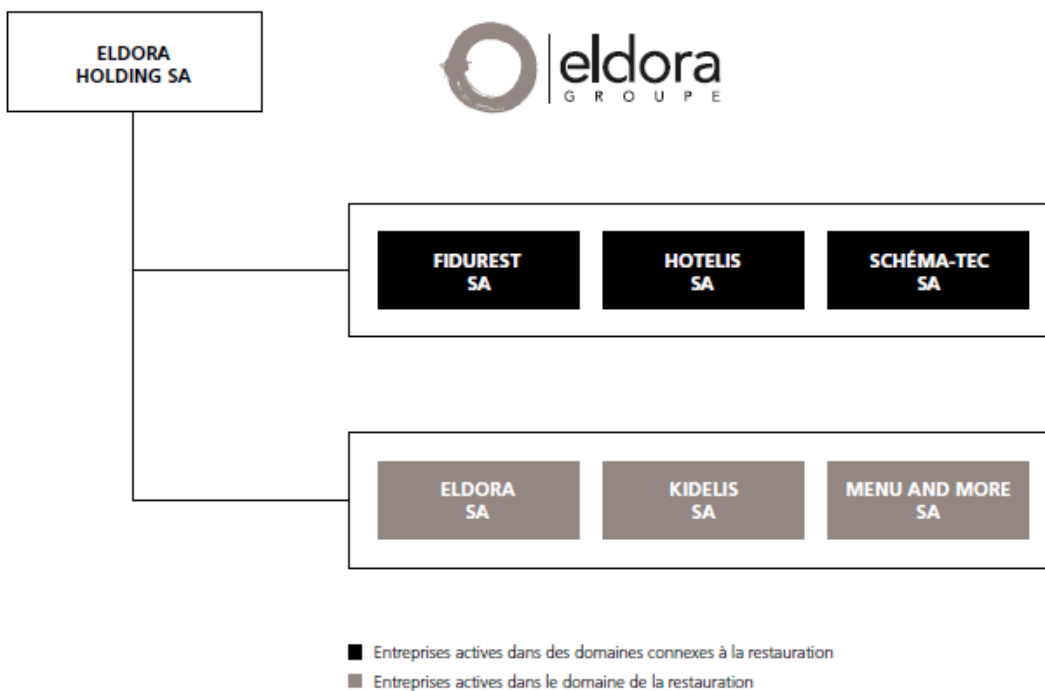 ELDORA
HOLDING SA
eldora
GROUPE
FIDUREST
SA
HOTELIS
SA
SCHÉMA-TEC
SA
ELDORA
SA
KIDELIS
SA
MENU AND MORE
SA
Entreprises actives dans des domaines connexes à la restauration
Entreprises actives dans le domaine de la restauration